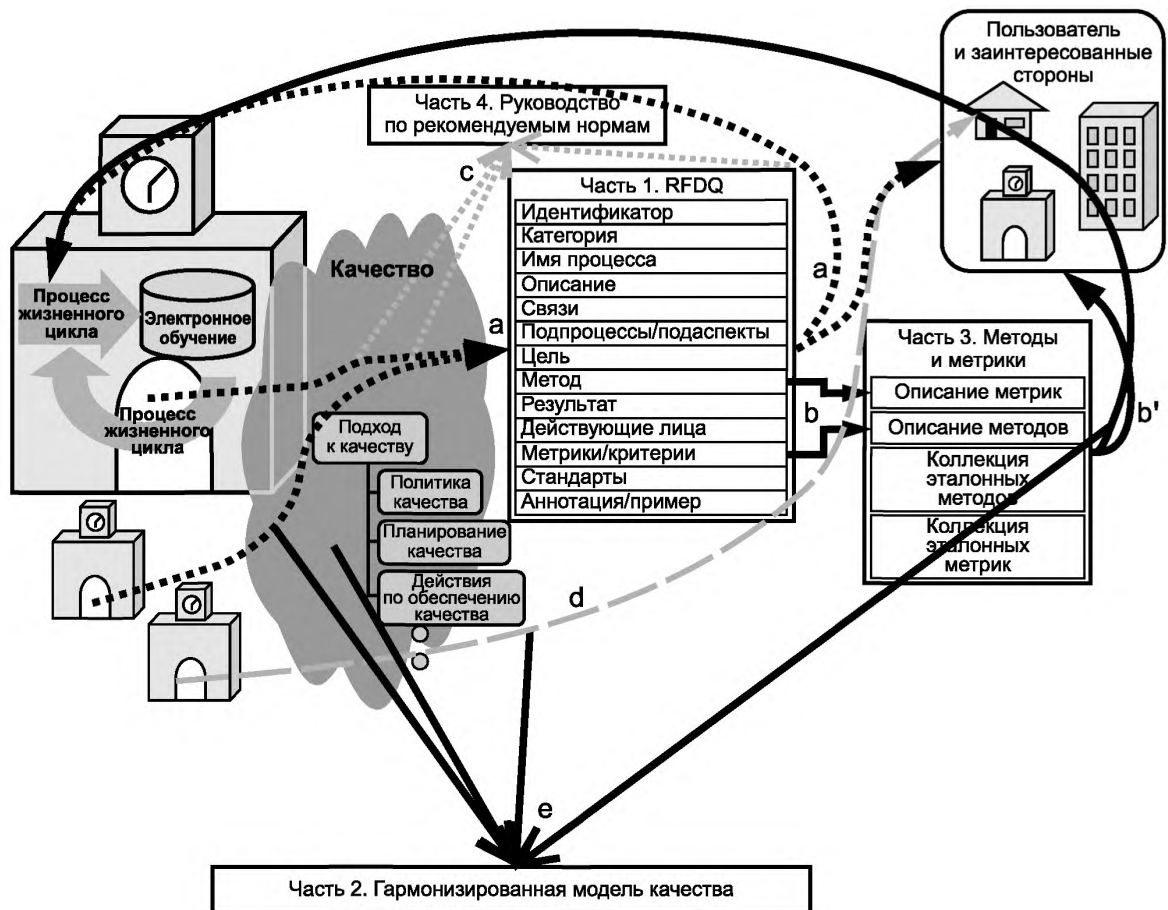 Пользователь
и заинтересованные
стороны
Часть 4. Руководство
по рекомендуемым нормам
c
Часть 1. RFDQ
Идентификатор
Категория
Имя процесса
Описание
Связи
Подпроцессы/подаспекты
Цель
Метод
Результат
Действующие лица
Метрики/критерии
Стандарты
Аннотация/пример
Качество
a
a
Процесс
жизненного
цикла
Электронное
обучение
Процесс
жизненного
цикла
Часть 3. Методы
и метрики
Описание метрик
Описание методов
Коллекция
эталонных
методов
Коллекция
эталонных
метрик
b
b'
Подход
к качеству
Политика
качества
Планирование
качества
Действия
по обеспечению
качества
d
e
Часть 2. Гармонизированная модель качества